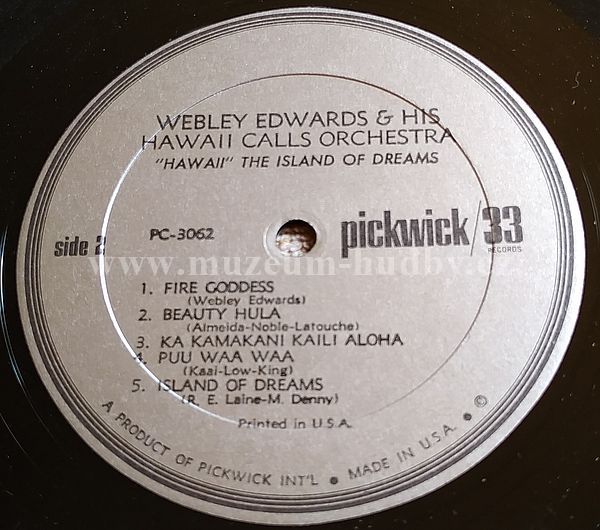 WEBLEY EDWARDS & HIS
HAWAII CALLS ORCHESTRA
"HAWAII" THE ISLAND OF DREAMS
side 2
PC-3062
pickwick/33
RECORDS
www.muzeum-hudby.cz
1. FIRE GODDESS
(Webley Edwards)
2. BEAUTY HULA
(Almeida-Noble-Latouche)
3. KA KAMAKANI KAILI ALOHA
4. PUU WAA WAA
(Kaai-Low-King)
5. ISLAND OF DREAMS
(R. E. Laine-M. Denny)
Printed in U.S.A.
A PRODUCT OF PICKWICK INT'L • MADE IN U.S.A. • ©